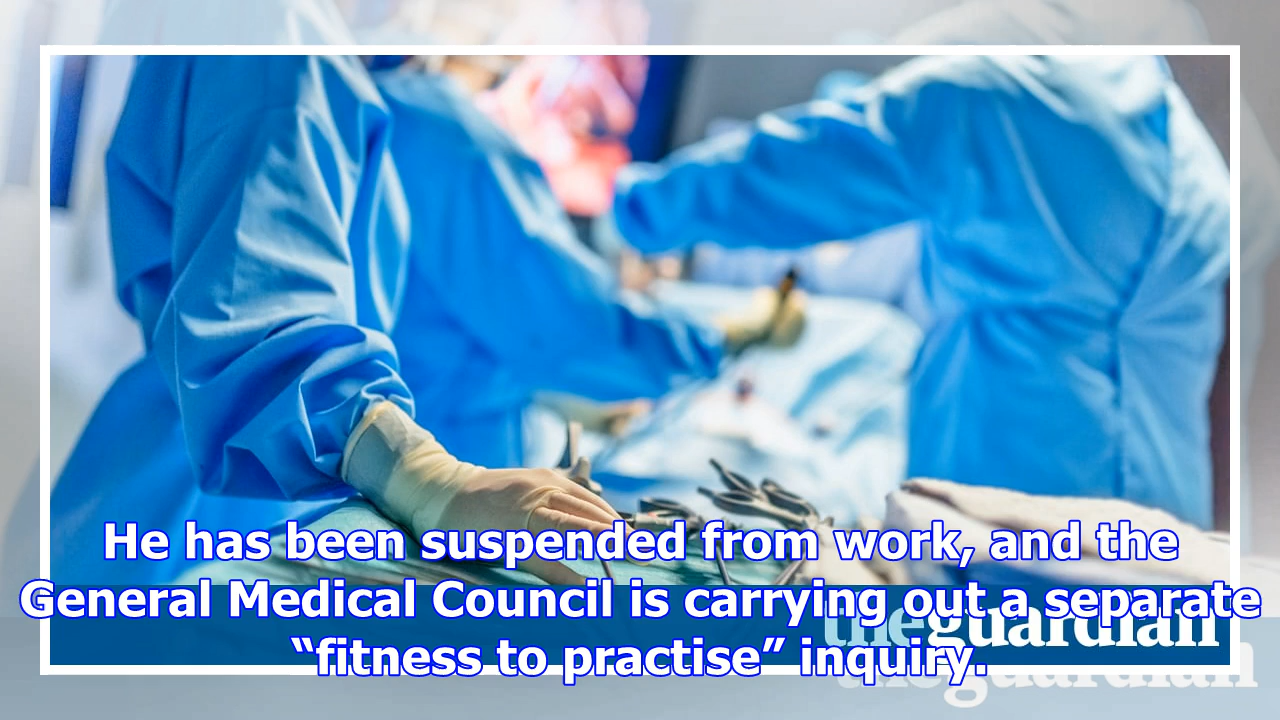 He has been suspended from work, and the
General Medical Council is carrying out a separate
“fitness to practise” inquiry.
theguardian
theguardian